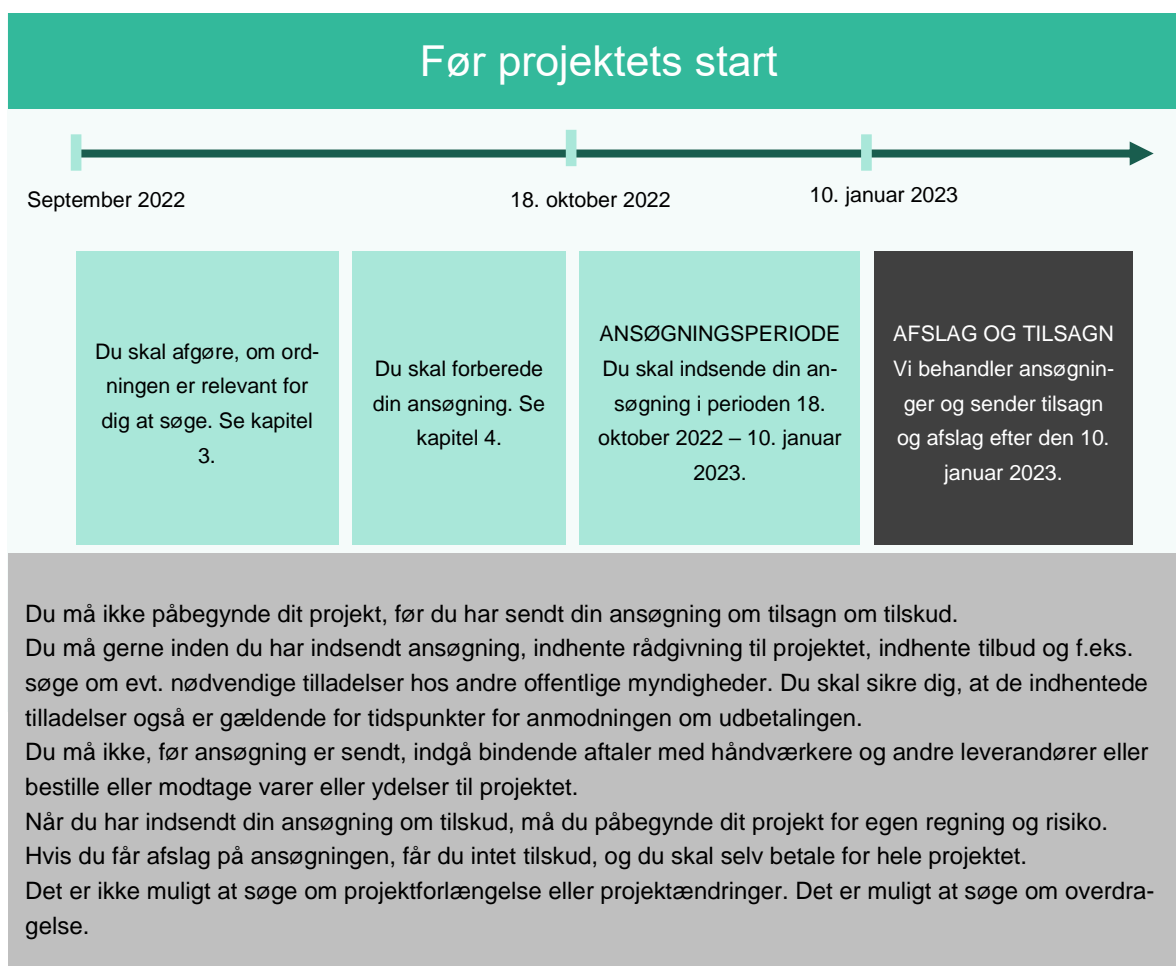 Før projektets start
September 2022
18. oktober 2022
10. januar 2023
Du skal afgøre, om ord-
ningen er relevant for
dig at søge. Se kapitel
3.
Du skal forberede
din ansøgning. Se
kapitel 4.
ANSØGNINGSPERIODE
Du skal indsende din an-
søgning i perioden 18.
oktober 2022 – 10. januar
2023.
AFSLAG OG TILSAGN
Vi behandler ansøgnin-
ger og sender tilsagn
og afslag efter den 10.
januar 2023.
Du må ikke påbegynde dit projekt, før du har sendt din ansøgning om tilsagn om tilskud.
Du må gerne inden du har indsendt ansøgning, indhente rådgivning til projektet, indhente tilbud og f.eks.
søge om evt. nødvendige tilladelser hos andre offentlige myndigheder. Du skal sikre dig, at de indhentede
tilladelser også er gældende for tidspunkter for anmodningen om udbetalingen.
Du må ikke, før ansøgning er sendt, indgå bindende aftaler med håndværkere og andre leverandører eller
bestille eller modtage varer eller ydelser til projektet.
Når du har indsendt din ansøgning om tilskud, må du påbegynde dit projekt for egen regning og risiko.
Hvis du får afslag på ansøgningen, får du intet tilskud, og du skal selv betale for hele projektet.
Det er ikke muligt at søge om projektforlængelse eller projektændringer. Det er muligt at søge om overdra-
gelse.